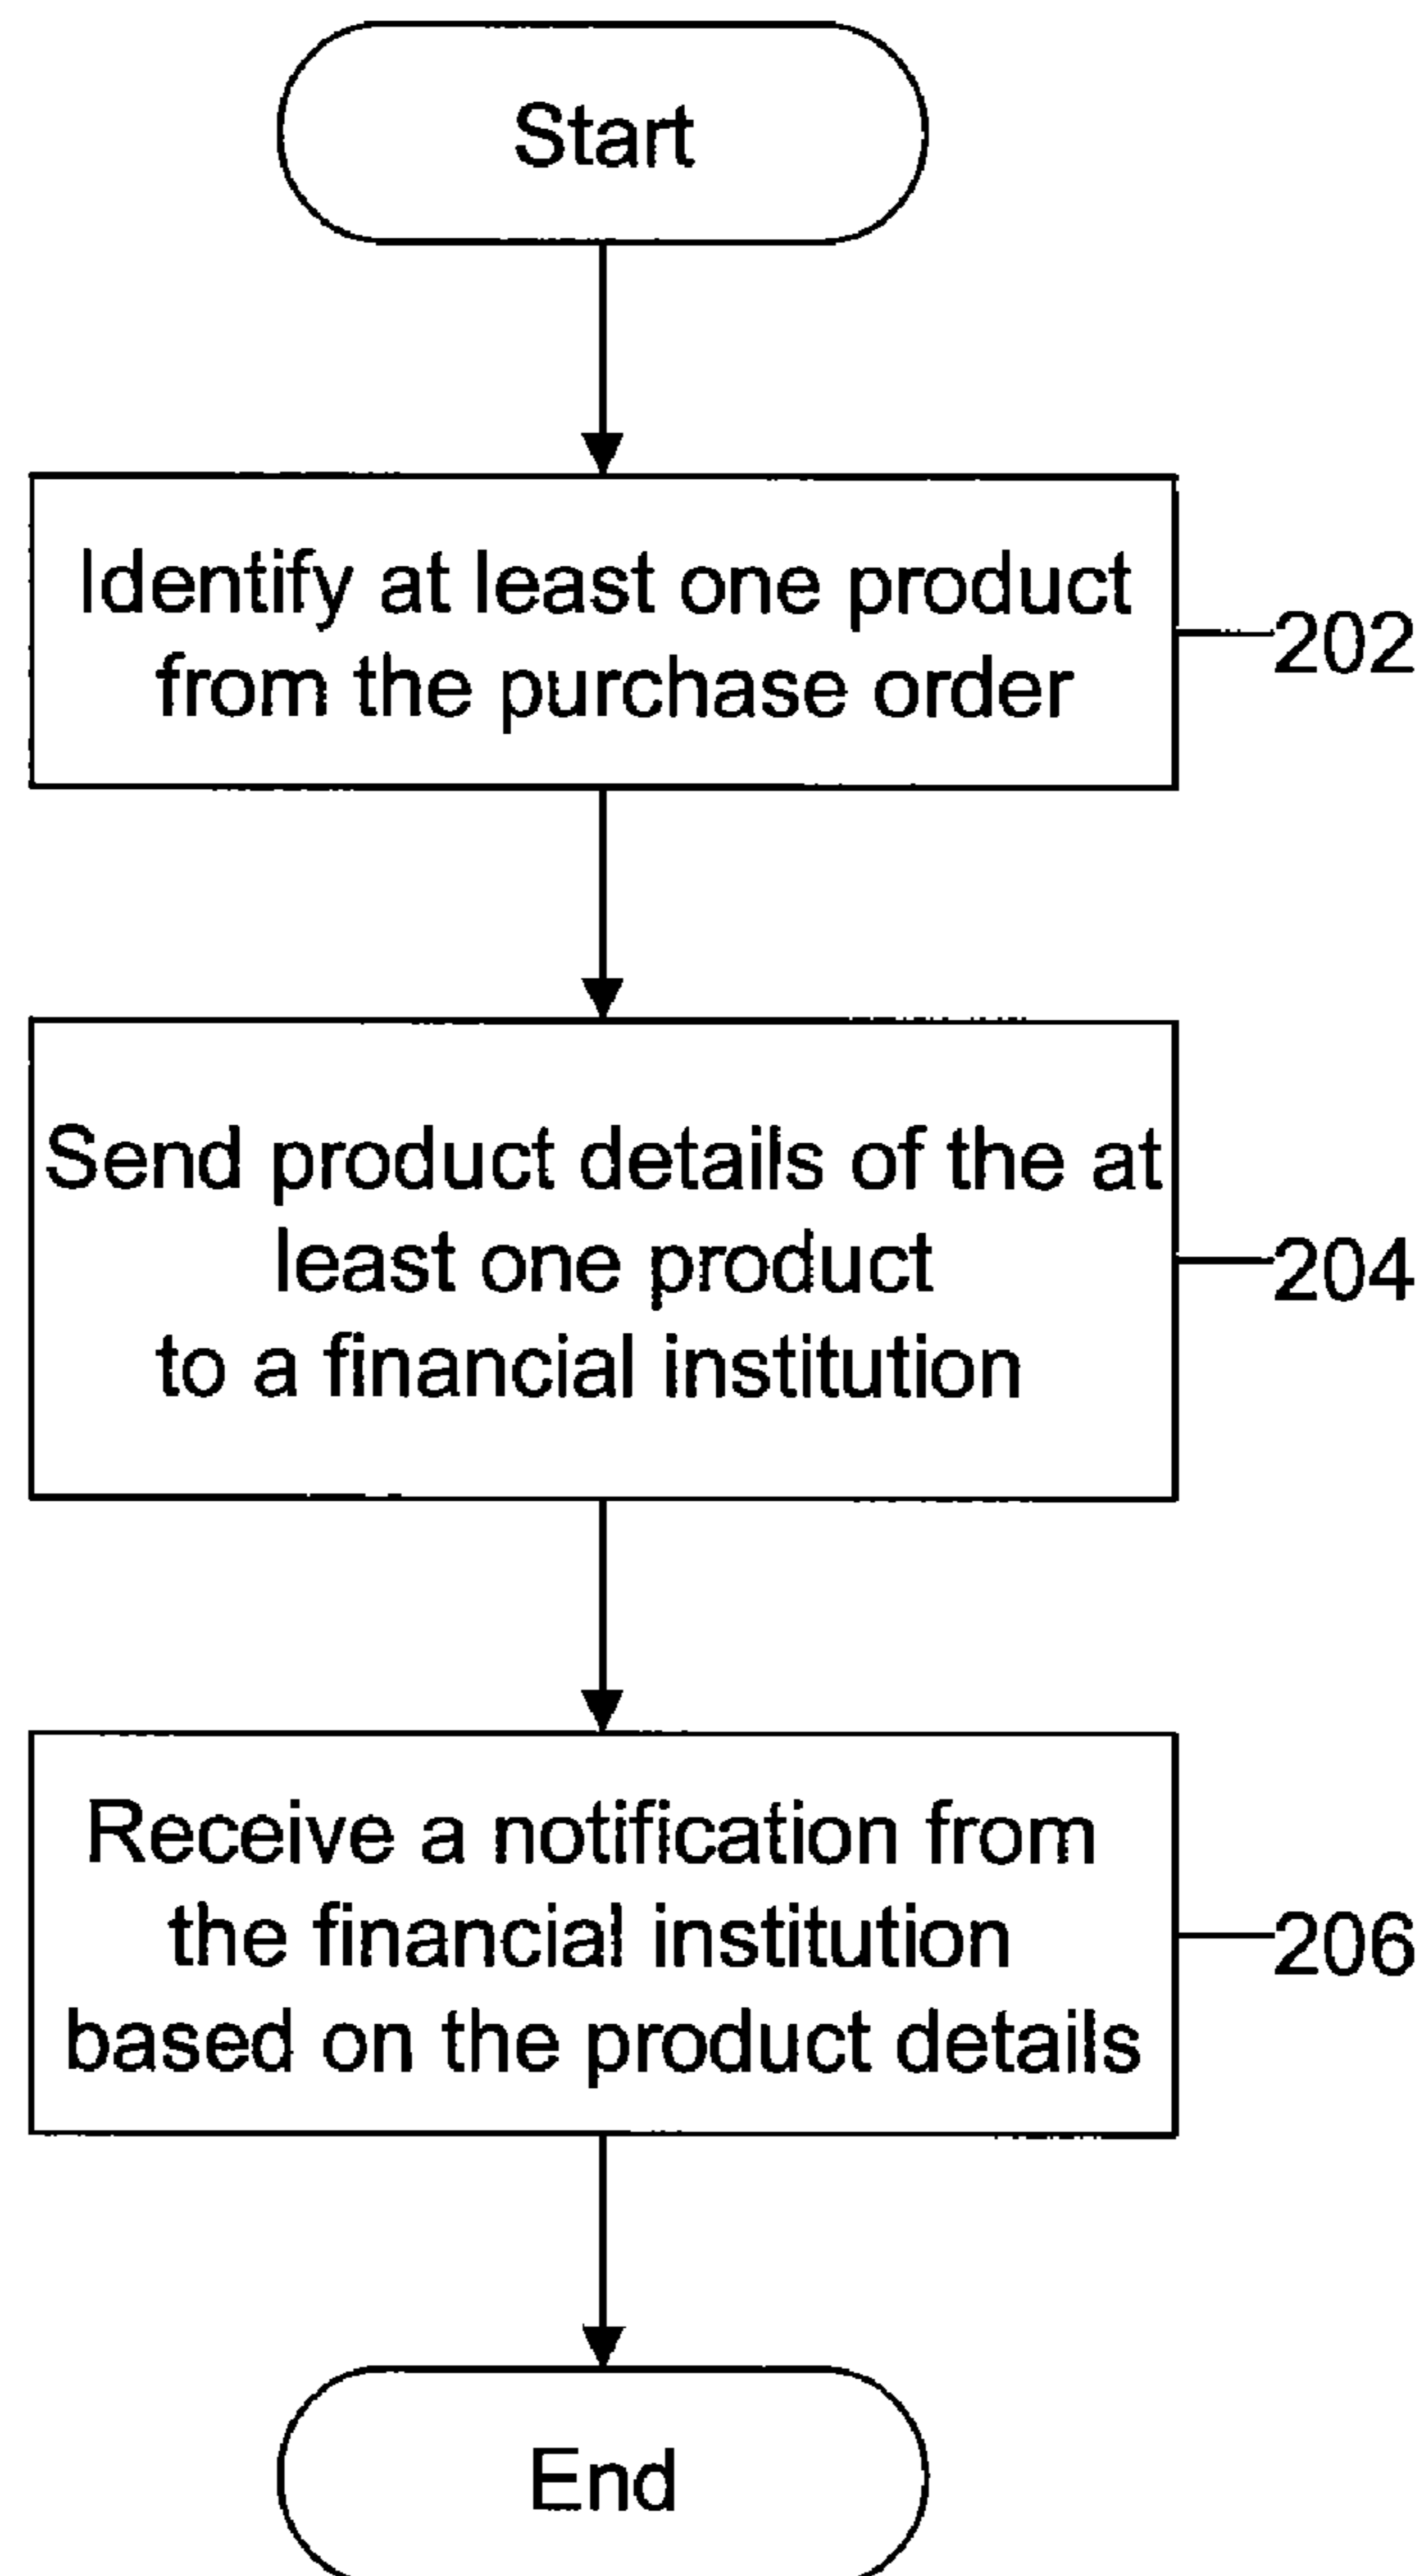 Start
Identify at least one product
from the purchase order
202
Send product details of the at
least one product
to a financial institution
204
Receive a notification from
the financial institution
based on the product details
206
End